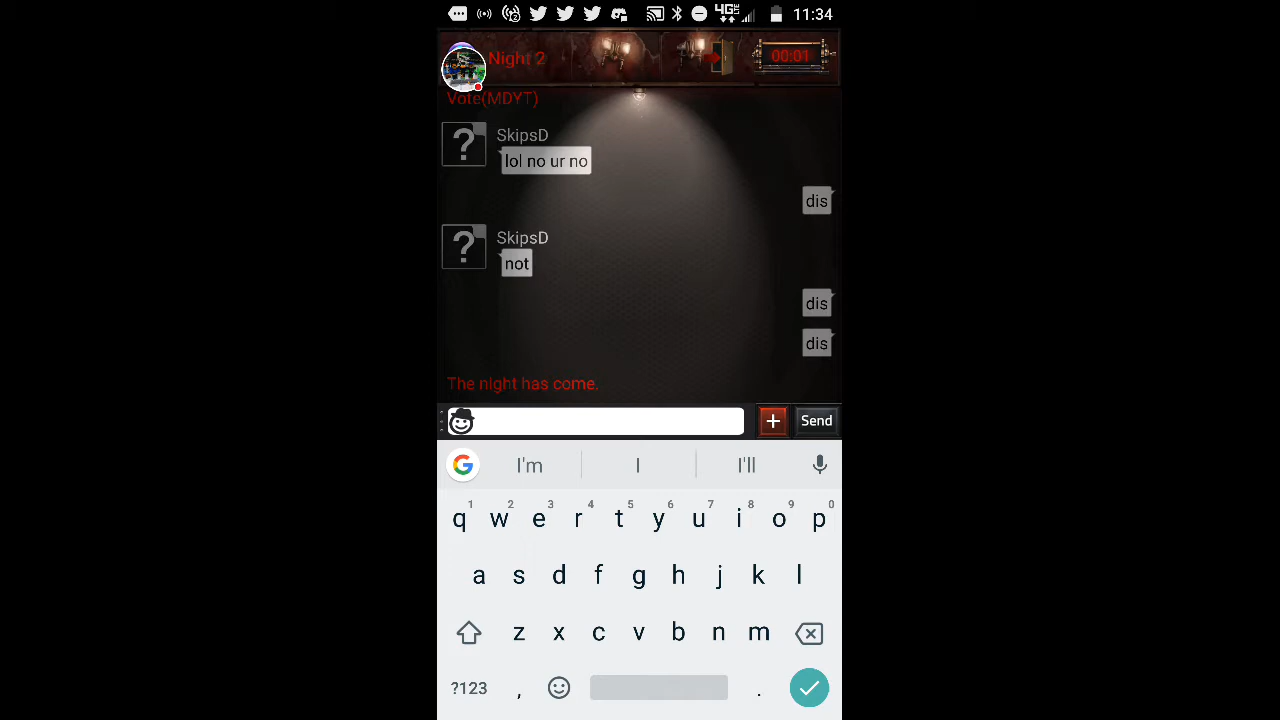 4G 11:34
Night 2
00:01
Vote(MDYT)
SkipsD
lol no ur no
dis
SkipsD
not
dis
dis
The night has come.
+ Send
G I'm I I'll
1 2 3 4 5 6 7 8 9 0
q w e r t y u i o p
a s d f g h j k l
z x c v b n m
?123 , .